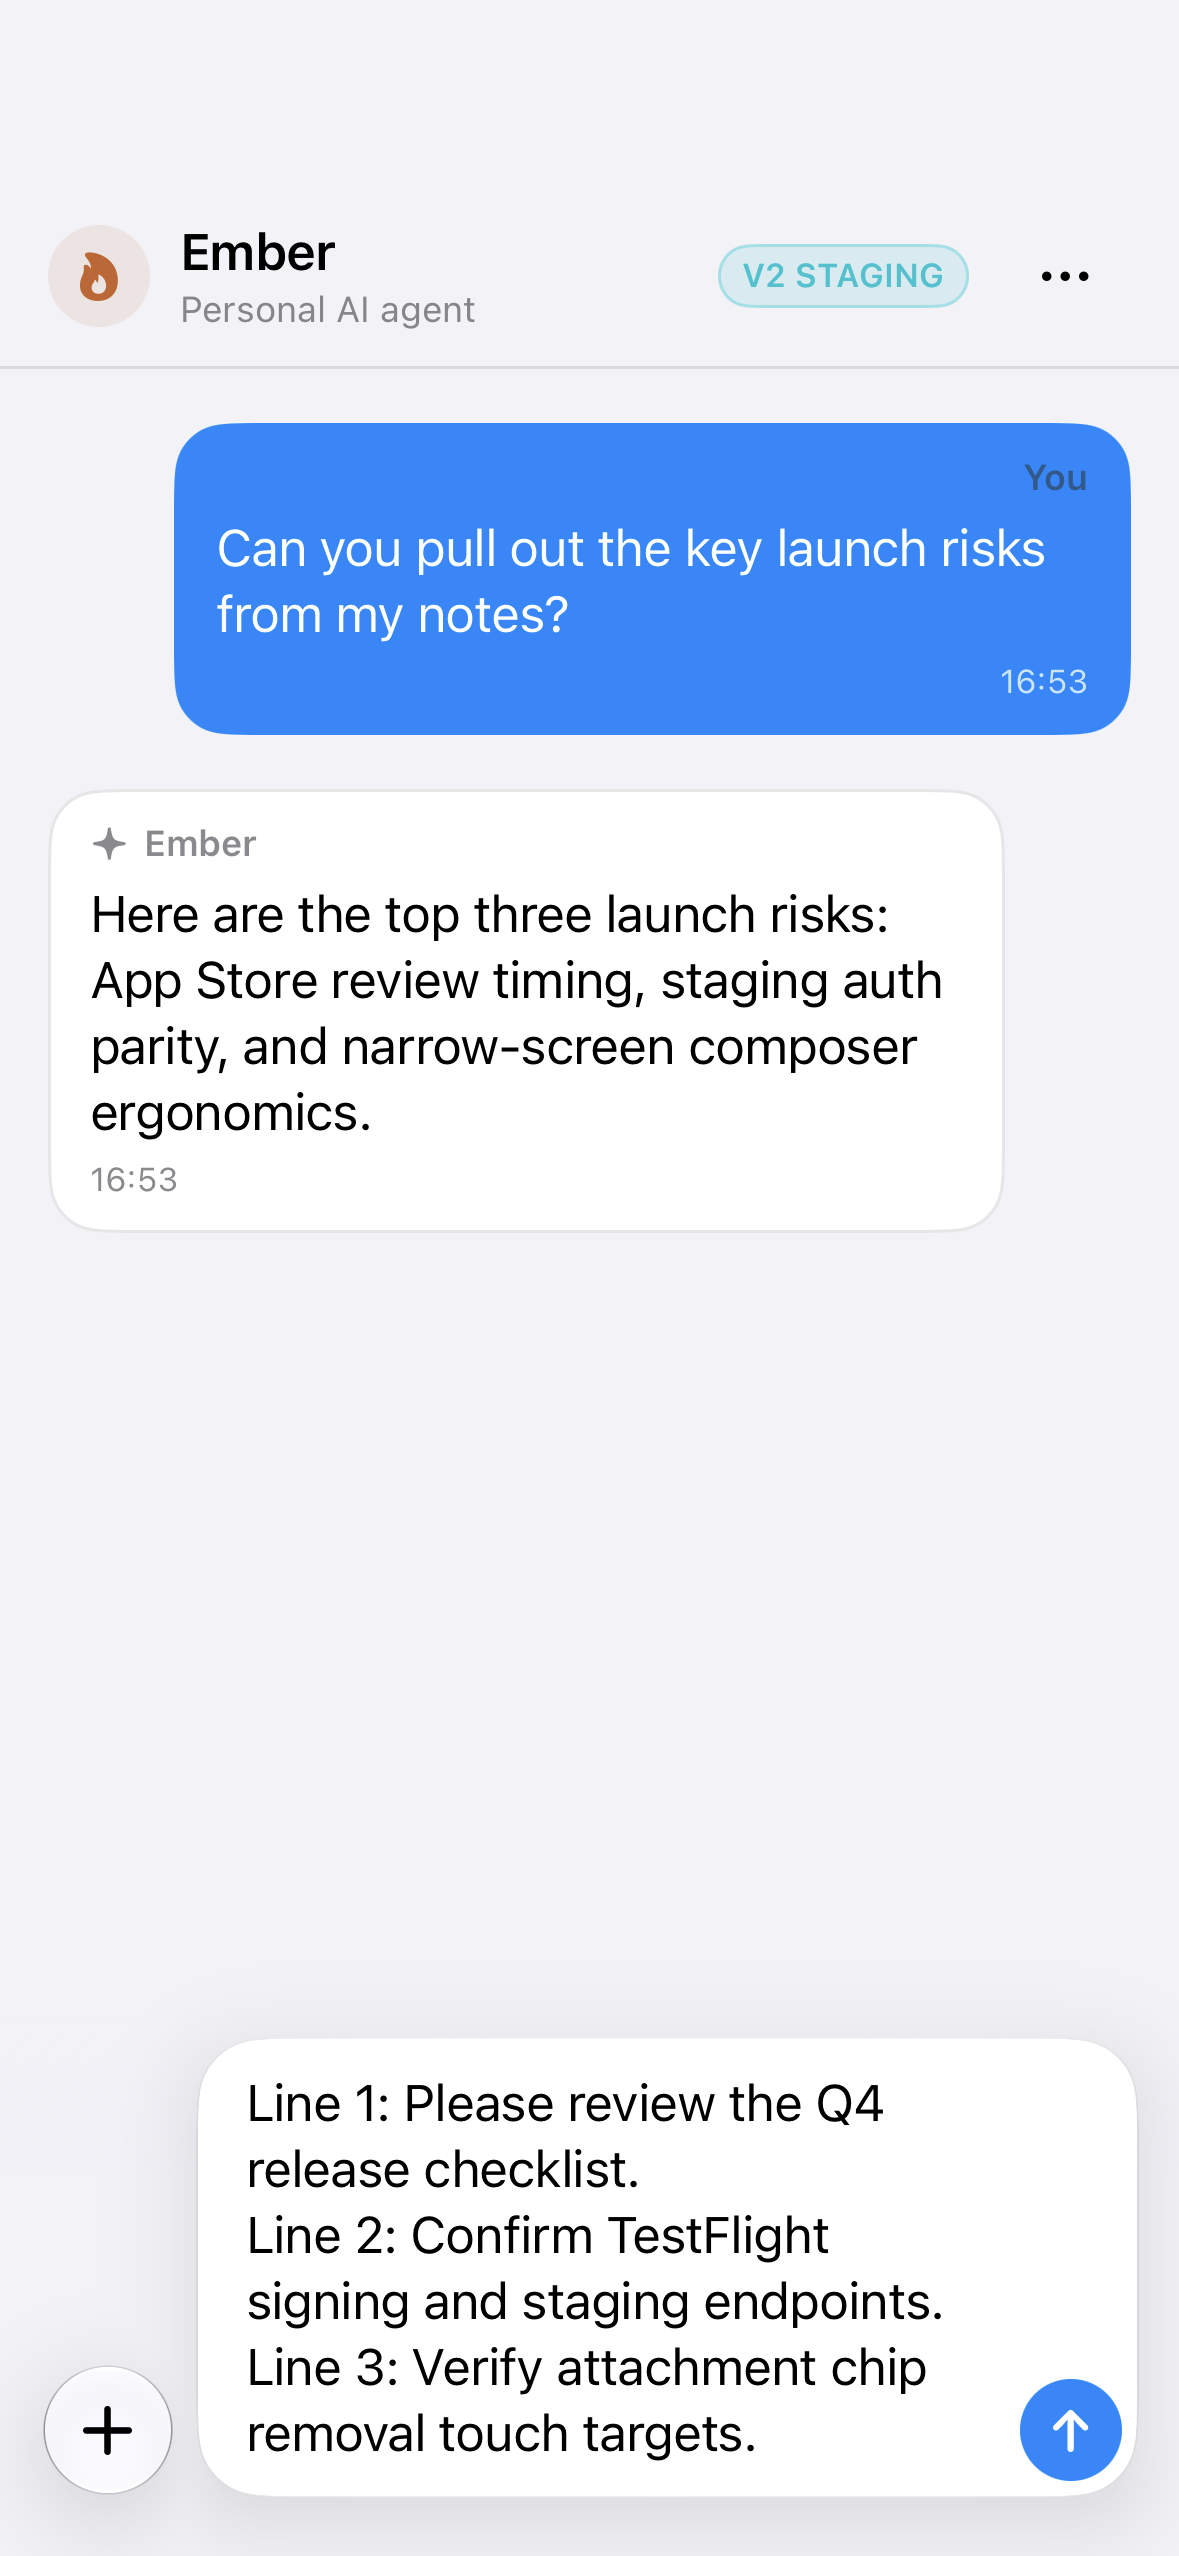 Ember
Personal AI agent
V2 STAGING
You
Can you pull out the key launch risks
from my notes?
16:53
Ember
Here are the top three launch risks:
App Store review timing, staging auth
parity, and narrow-screen composer
ergonomics.
16:53
Line 1: Please review the Q4
release checklist.
Line 2: Confirm TestFlight
signing and staging endpoints.
Line 3: Verify attachment chip
removal touch targets.